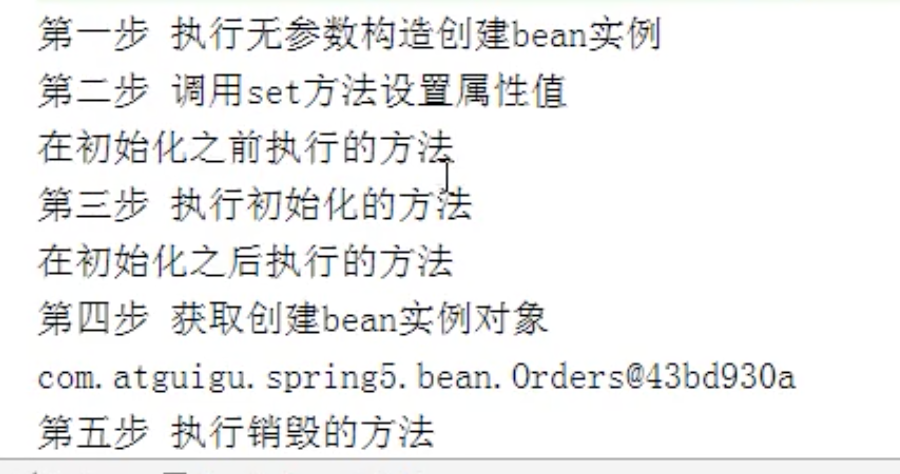 第一步 执行无参数构造创建bean实例
第二步 调用set方法设置属性值
在初始化之前执行的方法
第三步 执行初始化的方法
在初始化之后执行的方法
第四步 获取创建bean实例对象
com.atguigu.spring5.bean.Orders@43bd930a
第五步 执行销毁的方法